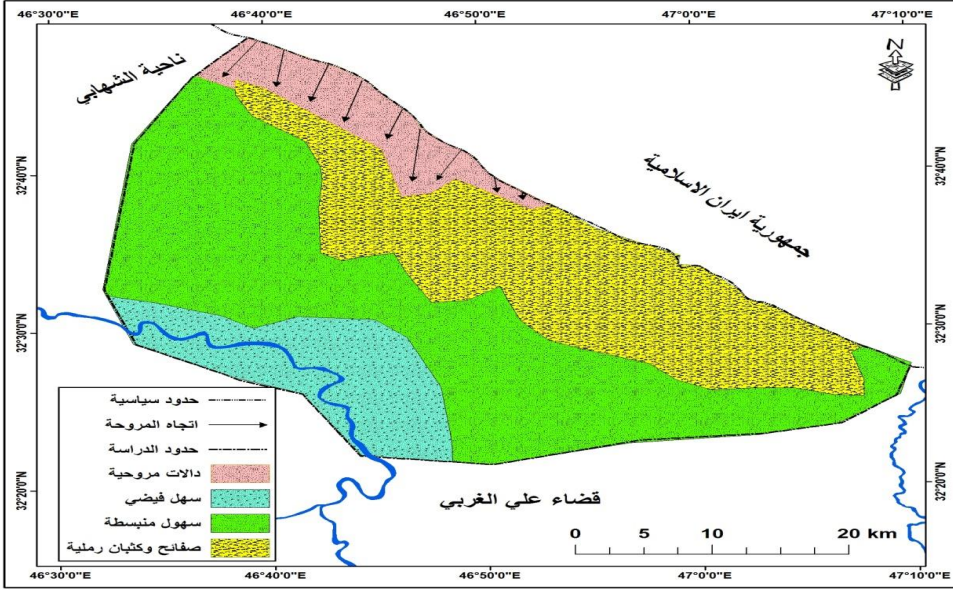 46°30'0"E 46°40'0"E 46°50'0"E 47°0'0"E 47°10'0"E
N
ناحية الشهابي
جمهورية ايران الاسلامية
32°40'0"N
32°40'0"N
32°30'0"N
32°30'0"N
32°20'0"N
32°20'0"N
حدود سياسية
اتجاه المروحة
حدود الدراسة
دالات مروحية
سهل فيضي
سهول منبسطة
صفائح وكثبان رملية
قضاء علي الغربي
0 5 10 20 km
46°30'0"E 46°40'0"E 46°50'0"E 47°0'0"E 47°10'0"E